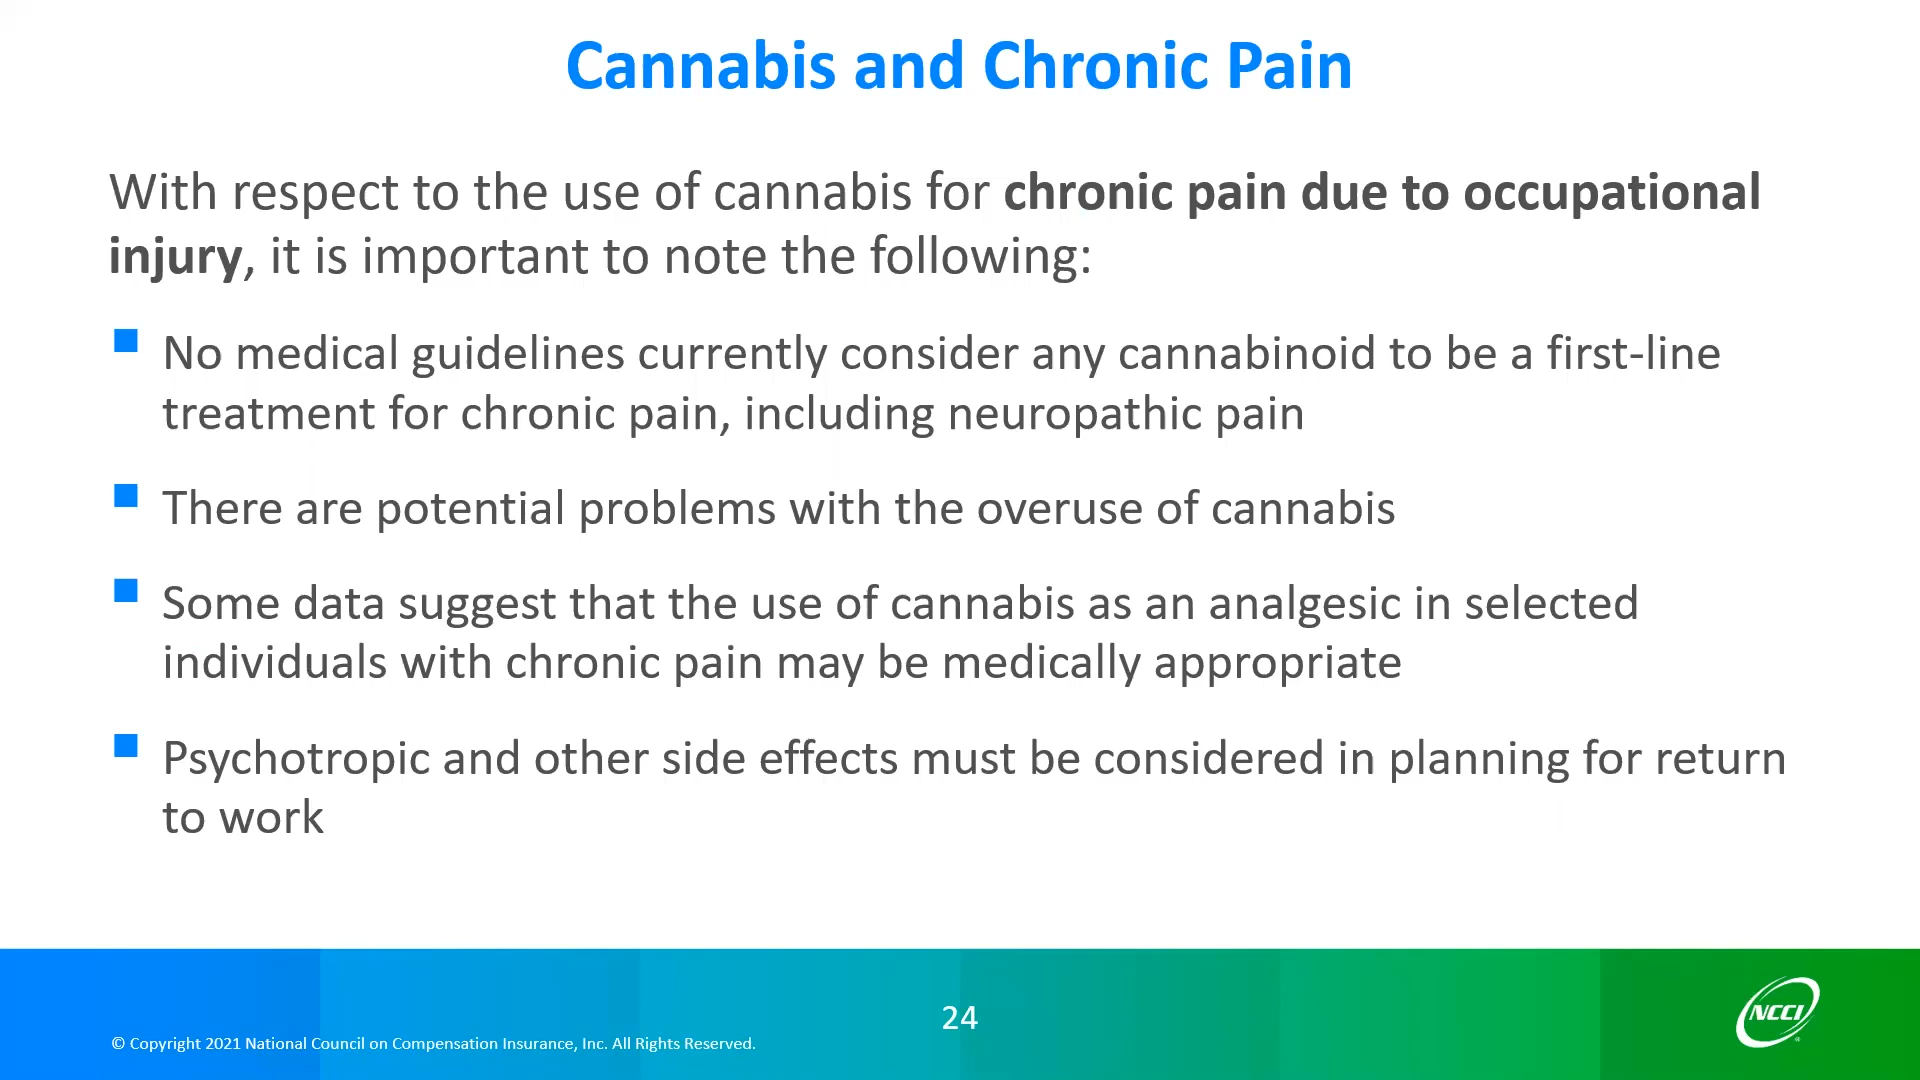 Cannabis and Chronic Pain
With respect to the use of cannabis for chronic pain due to occupational
injury, it is important to note the following:
No medical guidelines currently consider any cannabinoid to be a first-line
treatment for chronic pain, including neuropathic pain
There are potential problems with the overuse of cannabis
Some data suggest that the use of cannabis as an analgesic in selected
individuals with chronic pain may be medically appropriate
Psychotropic and other side effects must be considered in planning for return
to work
24
© Copyright 2021 National Council on Compensation Insurance, Inc. All Rights Reserved.
NCCI